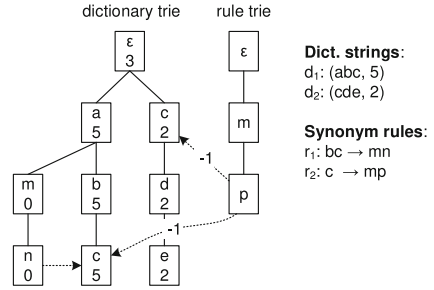 dictionary trie rule trie
ε
3
ε
a
5
c
2
m
-1
m
0
b
5
d
2
p
-1
n
0
c
5
e
2
Dict. strings:
d₁: (abc, 5)
d₂: (cde, 2)
Synonym rules:
r₁: bc → mn
r₂: c → mp